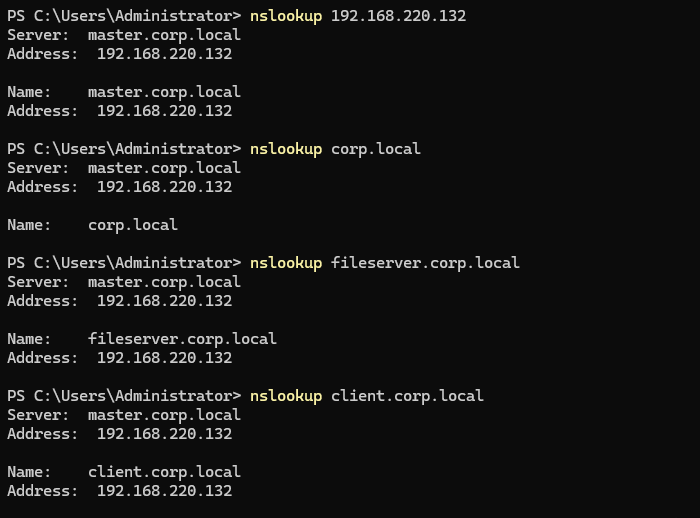 PS C:\Users\Administrator> nslookup 192.168.220.132
Server:  master.corp.local
Address:  192.168.220.132

Name:    master.corp.local
Address:  192.168.220.132

PS C:\Users\Administrator> nslookup corp.local
Server:  master.corp.local
Address:  192.168.220.132

Name:    corp.local

PS C:\Users\Administrator> nslookup fileserver.corp.local
Server:  master.corp.local
Address:  192.168.220.132

Name:    fileserver.corp.local
Address:  192.168.220.132

PS C:\Users\Administrator> nslookup client.corp.local
Server:  master.corp.local
Address:  192.168.220.132

Name:    client.corp.local
Address:  192.168.220.132